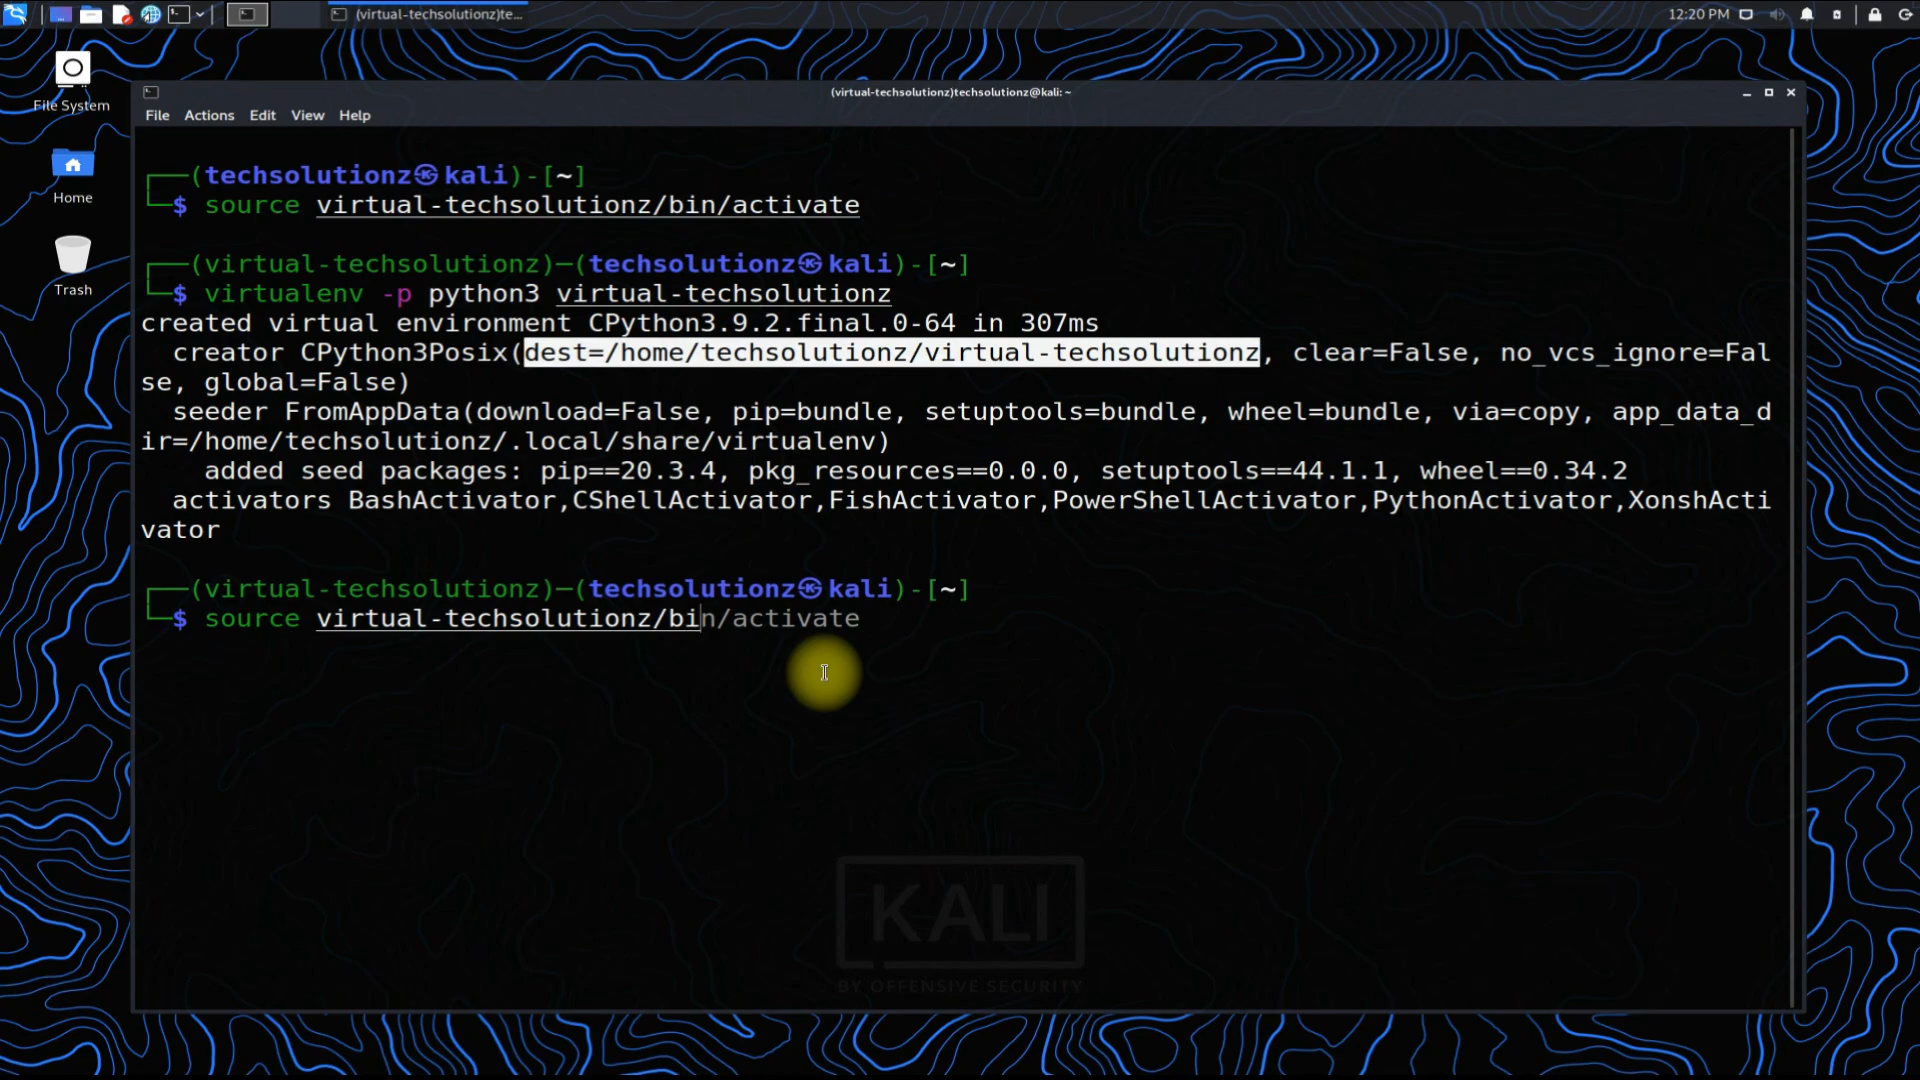 (virtual-techsolutionz)te...
12:20 PM
File System
Home
Trash
(virtual-techsolutionz)techsolutionz@kali: ~
File Actions Edit View Help
┌──(techsolutionz㉿kali)-[~]
└─$ source virtual-techsolutionz/bin/activate
┌──(virtual-techsolutionz)─(techsolutionz㉿kali)-[~]
└─$ virtualenv -p python3 virtual-techsolutionz
created virtual environment CPython3.9.2.final.0-64 in 307ms
  creator CPython3Posix(dest=/home/techsolutionz/virtual-techsolutionz, clear=False, no_vcs_ignore=Fal
se, global=False)
  seeder FromAppData(download=False, pip=bundle, setuptools=bundle, wheel=bundle, via=copy, app_data_d
ir=/home/techsolutionz/.local/share/virtualenv)
    added seed packages: pip==20.3.4, pkg_resources==0.0.0, setuptools==44.1.1, wheel==0.34.2
  activators BashActivator,CShellActivator,FishActivator,PowerShellActivator,PythonActivator,XonshActi
vator
┌──(virtual-techsolutionz)─(techsolutionz㉿kali)-[~]
└─$ source virtual-techsolutionz/bin/activate
KALI
BY OFFENSIVE SECURITY